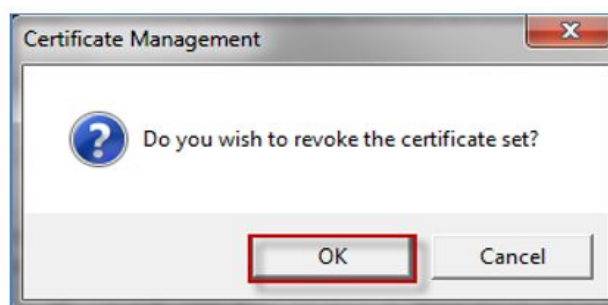 Certificate Management
Do you wish to revoke the certificate set?
OK
Cancel